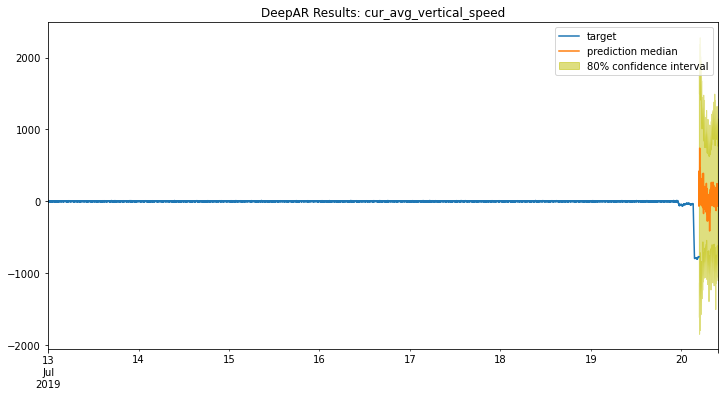 DeepAR Results: cur_avg_vertical_speed
target
prediction median
80% confidence interval
2000
1000
0
−1000
−2000
13 14 15 16 17 18 19 20
Jul
2019